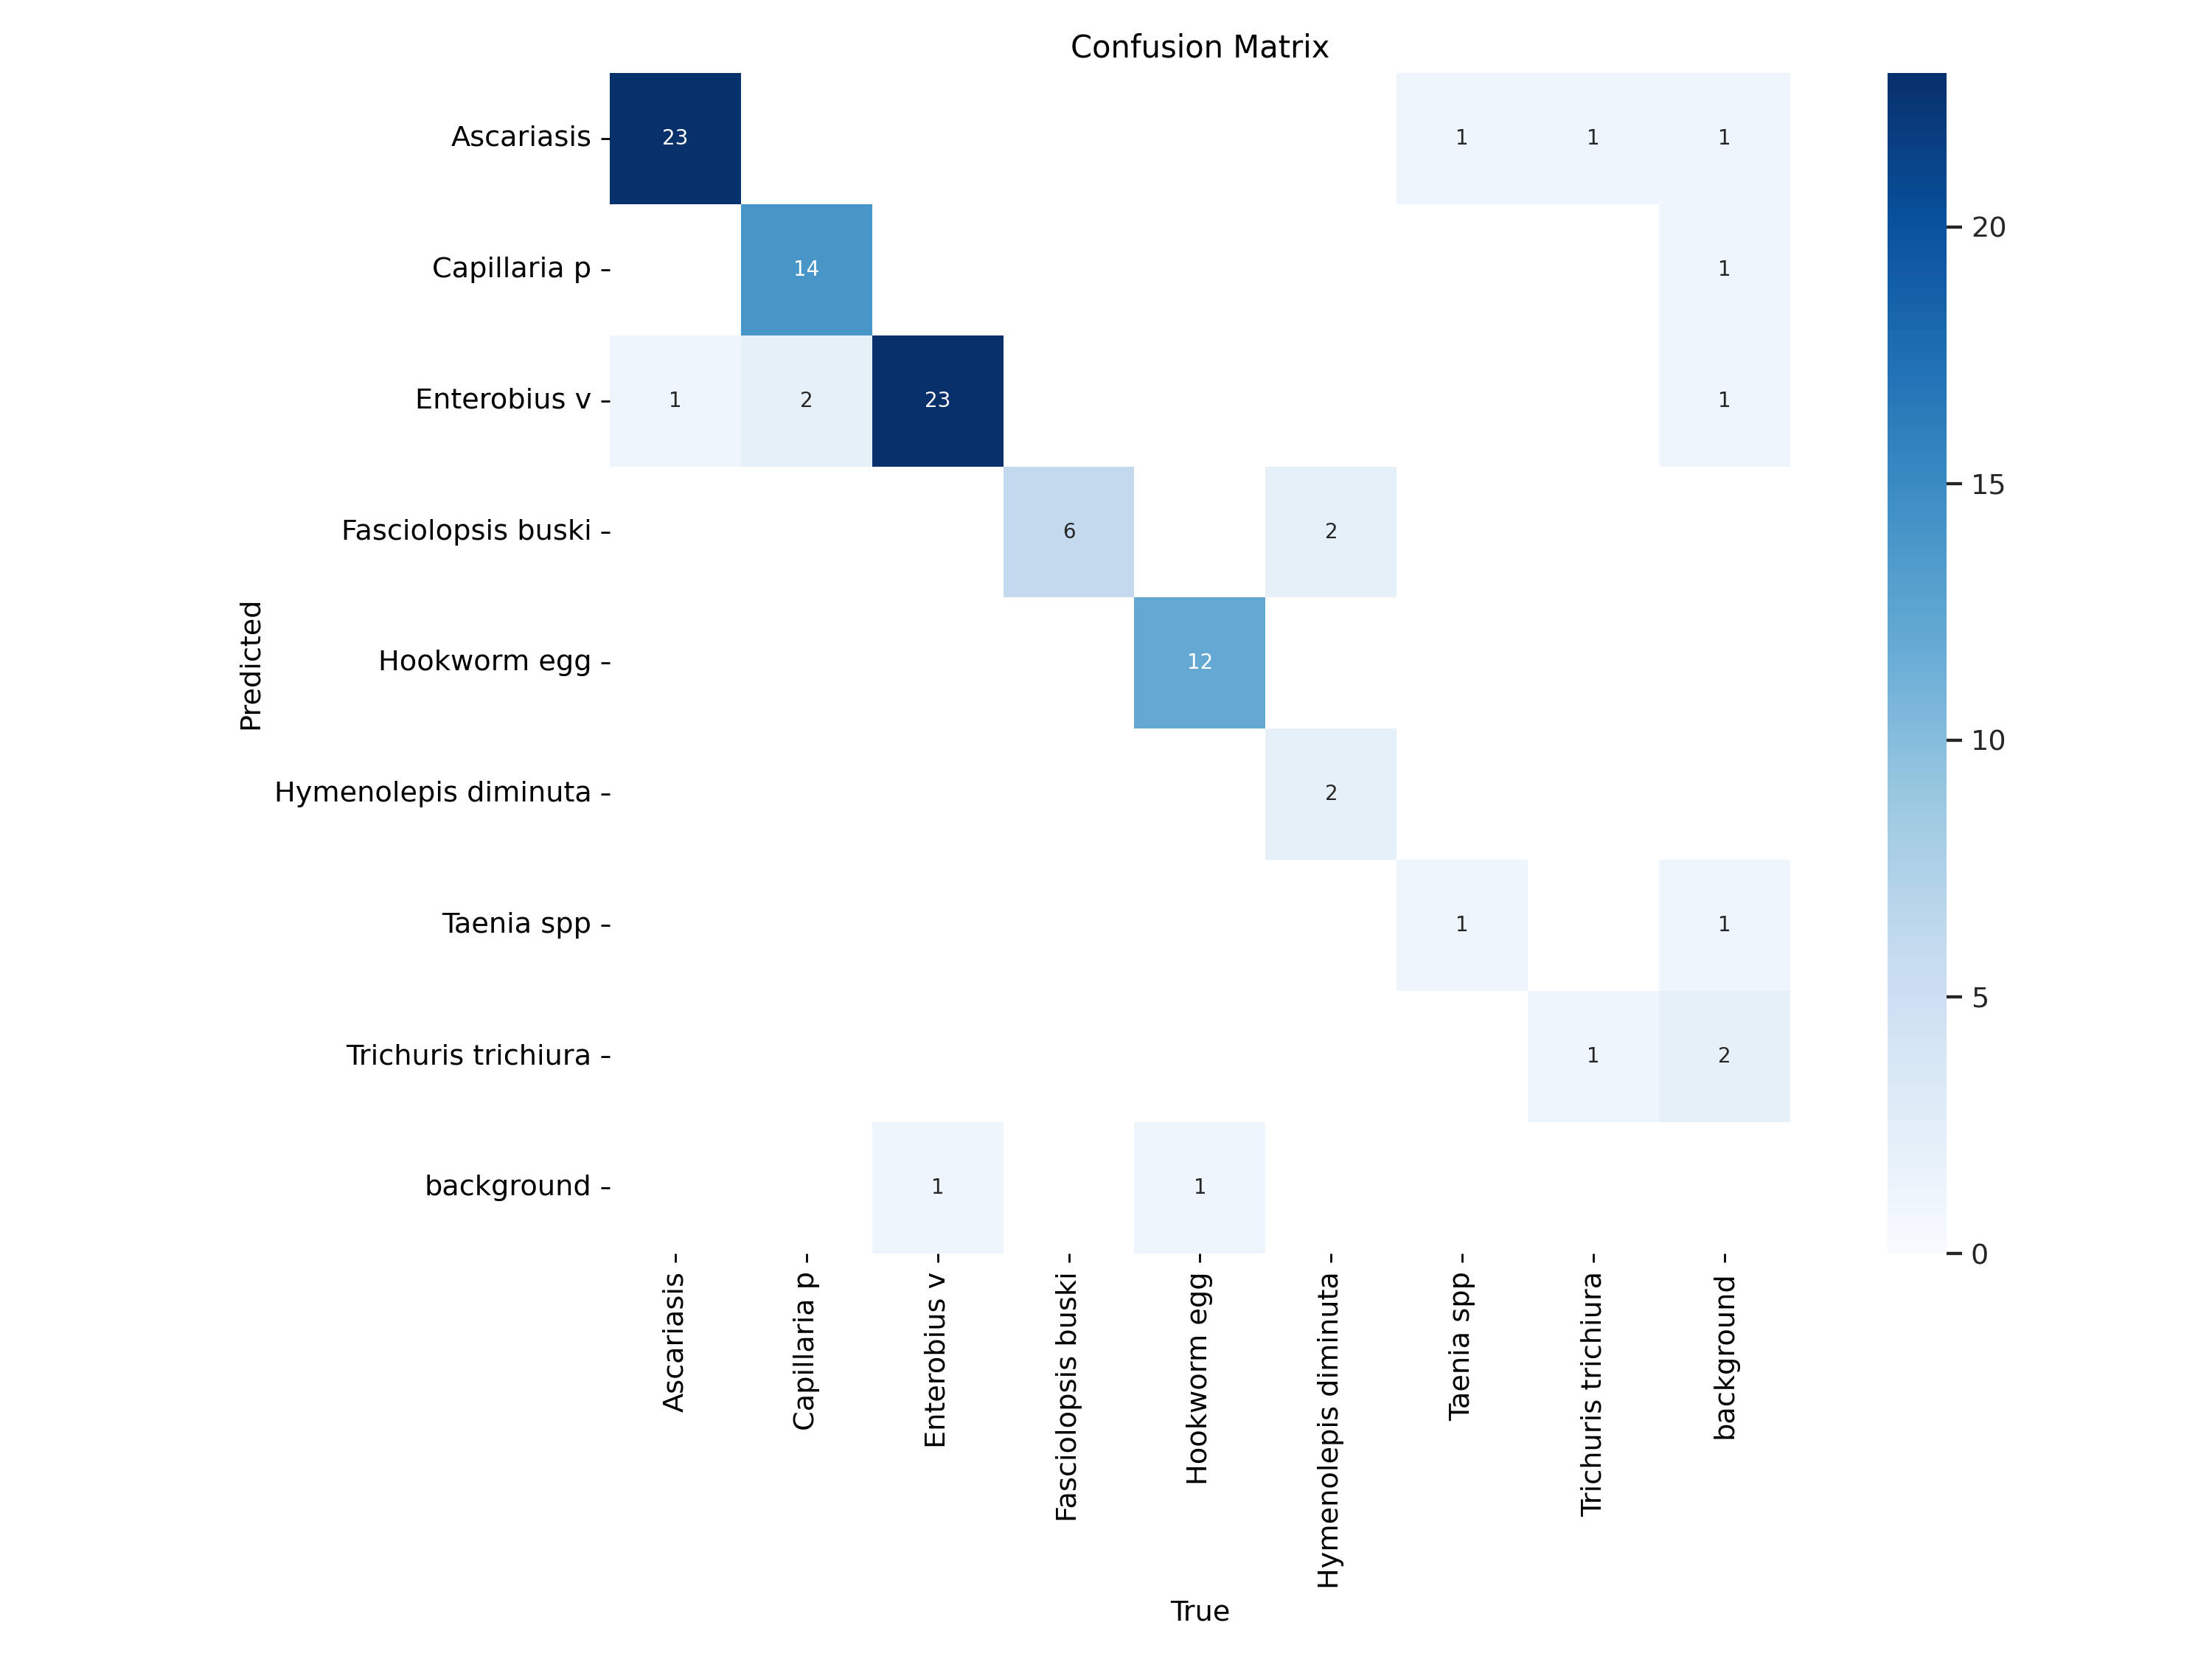 Confusion Matrix
Ascariasis 23 1 1 1
Capillaria p 14 1
Enterobius v 1 2 23 1
Fasciolopsis buski 6 2
Hookworm egg 12
Hymenolepis diminuta 2
Taenia spp 1 1
Trichuris trichiura 1 2
background 1 1
Predicted
Ascariasis
Capillaria p
Enterobius v
Fasciolopsis buski
Hookworm egg
Hymenolepis diminuta
Taenia spp
Trichuris trichiura
background
True
20
15
10
5
0